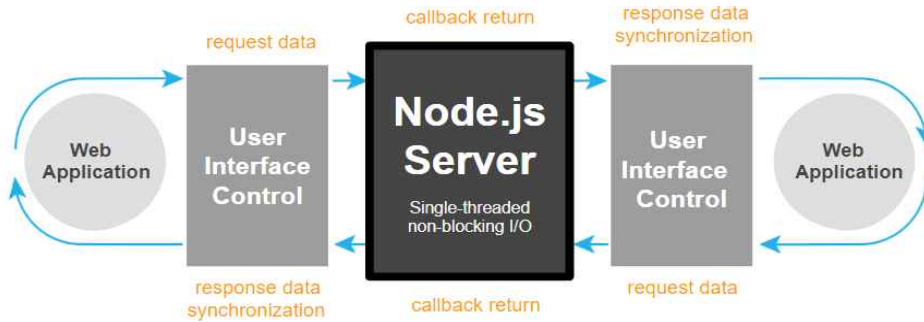 callback return
response data
synchronization
request data
Web
Application
User
Interface
Control
Node.js
Server
Single-threaded
non-blocking I/O
User
Interface
Control
Web
Application
response data
synchronization
callback return
request data